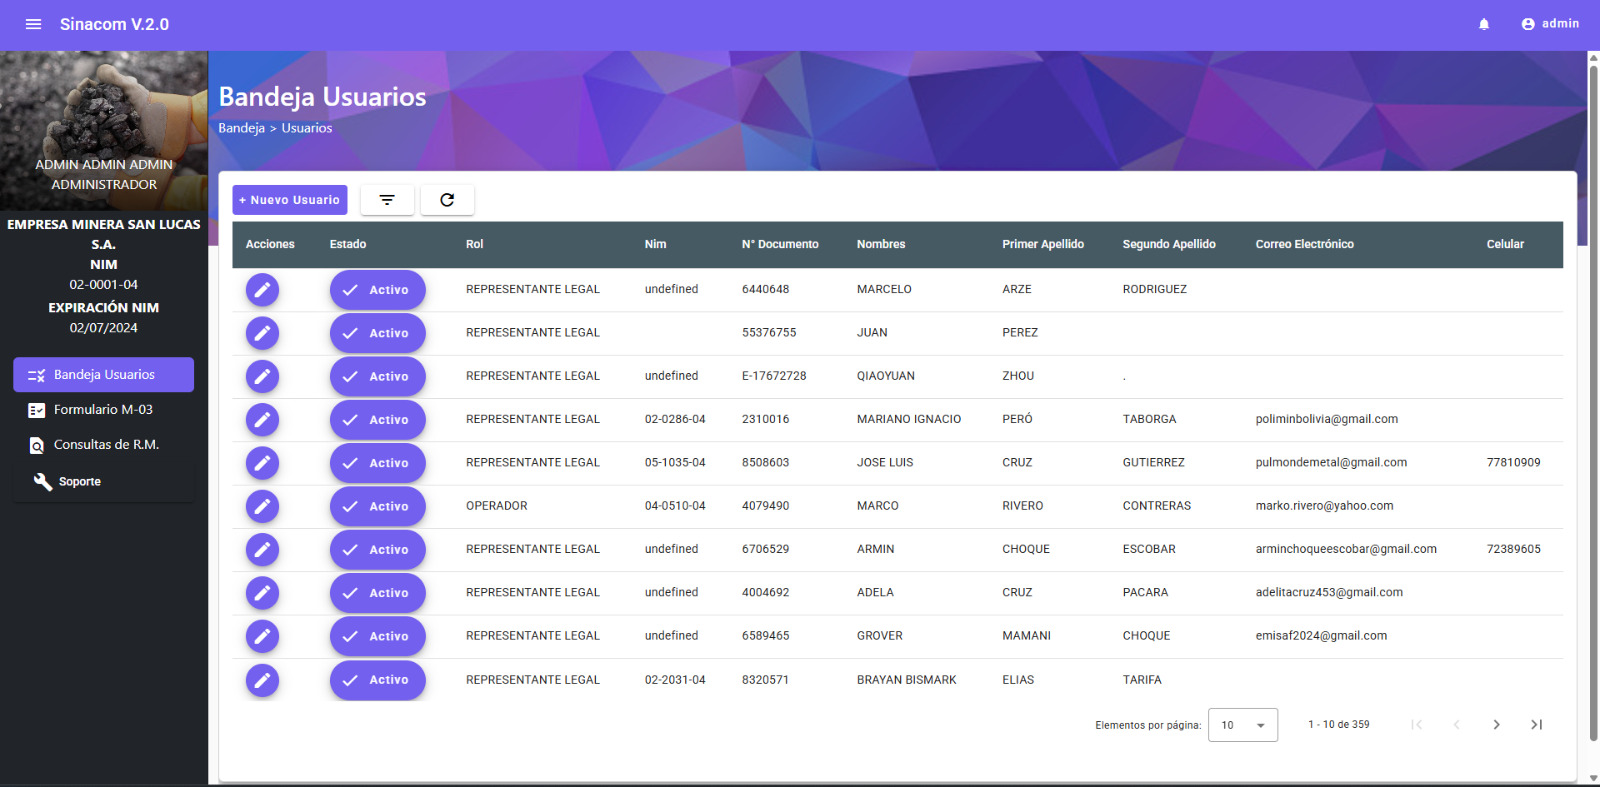 Sinacom V.2.0
admin
ADMIN ADMIN ADMIN
ADMINISTRADOR
EMPRESA MINERA SAN LUCAS
S.A.
NIM
02-0001-04
EXPIRACIÓN NIM
02/07/2024
Bandeja Usuarios
Formulario M-03
Consultas de R.M.
Soporte
Bandeja Usuarios
Bandeja > Usuarios
+ Nuevo Usuario
Acciones Estado Rol Nim N° Documento Nombres Primer Apellido Segundo Apellido Correo Electrónico Celular
Activo REPRESENTANTE LEGAL undefined 6440648 MARCELO ARZE RODRIGUEZ
Activo REPRESENTANTE LEGAL 55376755 JUAN PEREZ
Activo REPRESENTANTE LEGAL undefined E-17672728 QIAOYUAN ZHOU .
Activo REPRESENTANTE LEGAL 02-0286-04 2310016 MARIANO IGNACIO PERÓ TABORGA poliminbolivia@gmail.com
Activo REPRESENTANTE LEGAL 05-1035-04 8508603 JOSE LUIS CRUZ GUTIERREZ pulmondemetal@gmail.com 77810909
Activo OPERADOR 04-0510-04 4079490 MARCO RIVERO CONTRERAS marko.rivero@yahoo.com
Activo REPRESENTANTE LEGAL undefined 6706529 ARMIN CHOQUE ESCOBAR arminchoqueescobar@gmail.com 72389605
Activo REPRESENTANTE LEGAL undefined 4004692 ADELA CRUZ PACARA adelitacruz453@gmail.com
Activo REPRESENTANTE LEGAL undefined 6589465 GROVER MAMANI CHOQUE emisaf2024@gmail.com
Activo REPRESENTANTE LEGAL 02-2031-04 8320571 BRAYAN BISMARK ELIAS TARIFA
Elementos por página: 10 1 - 10 de 359